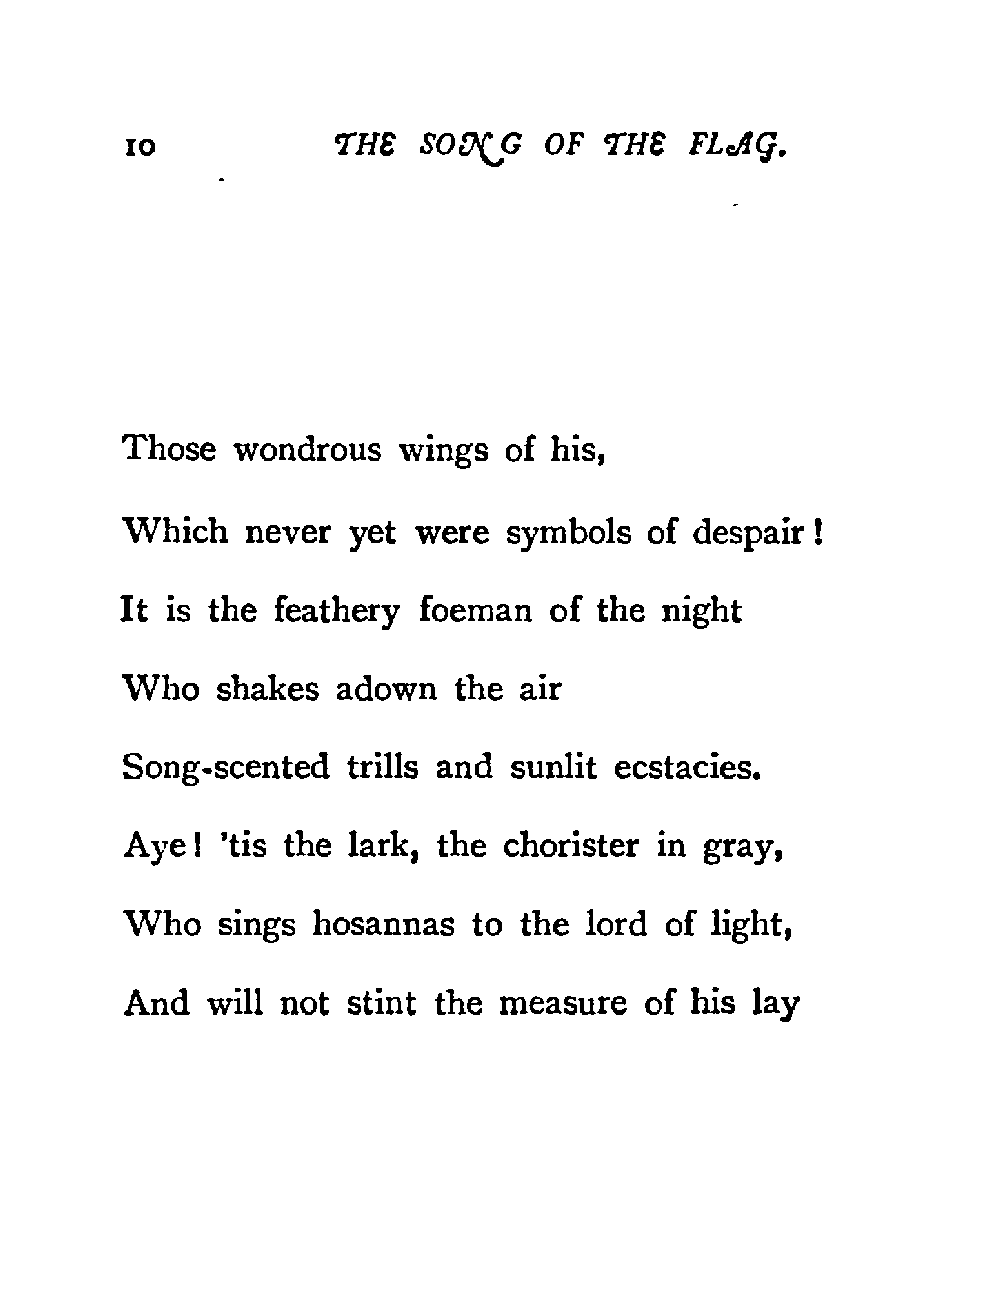 10 THE SONG OF THE FLAG.
Those wondrous wings of his,
Which never yet were symbols of despair!
It is the feathery foeman of the night
Who shakes adown the air
Song-scented trills and sunlit ecstacies.
Aye! 'tis the lark, the chorister in gray,
Who sings hosannas to the lord of light,
And will not stint the measure of his lay